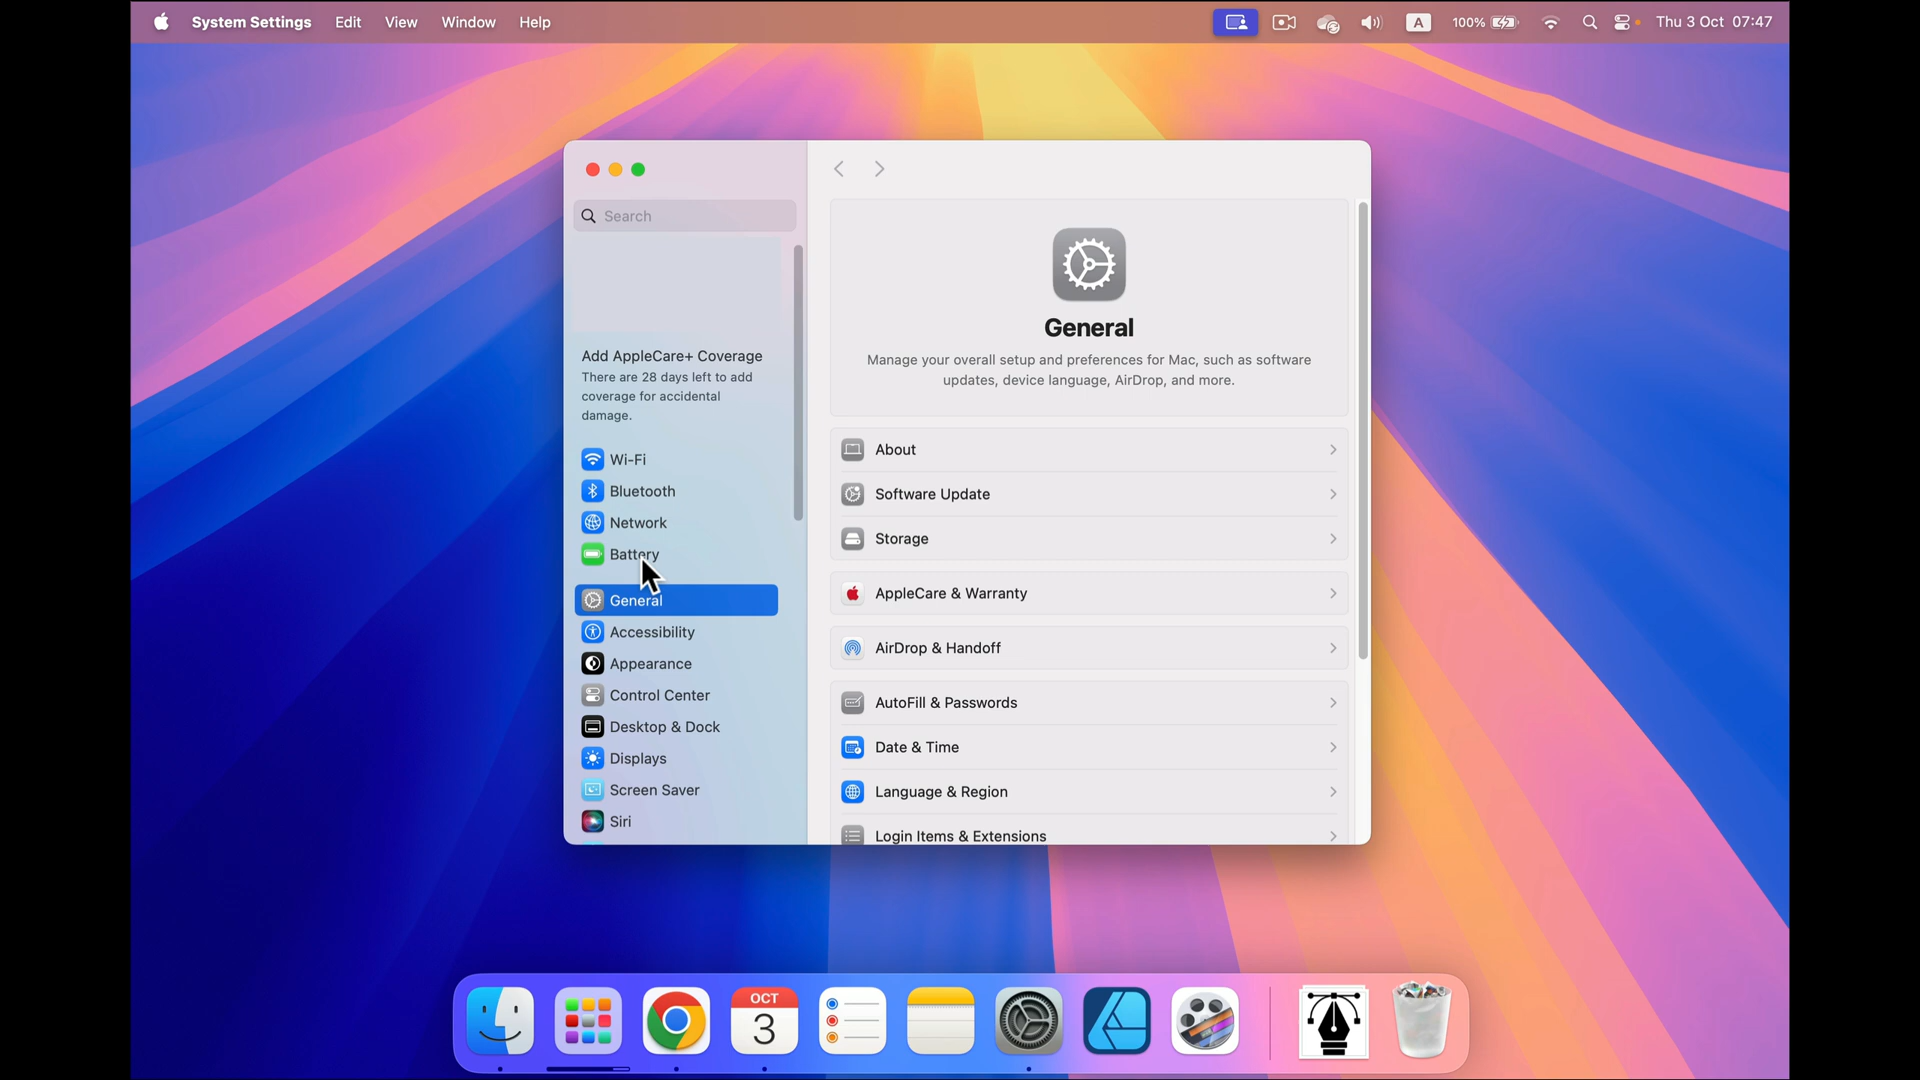 System Settings Edit View Window Help A 100% Thu 3 Oct 07:47
Search
Add AppleCare+ Coverage
There are 28 days left to add
coverage for accidental
damage.
Wi-Fi
Bluetooth
Network
Battery
General
Accessibility
Appearance
Control Center
Desktop & Dock
Displays
Screen Saver
Siri
General
Manage your overall setup and preferences for Mac, such as software
updates, device language, AirDrop, and more.
About
Software Update
Storage
AppleCare & Warranty
AirDrop & Handoff
AutoFill & Passwords
Date & Time
Language & Region
Login Items & Extensions
OCT
3